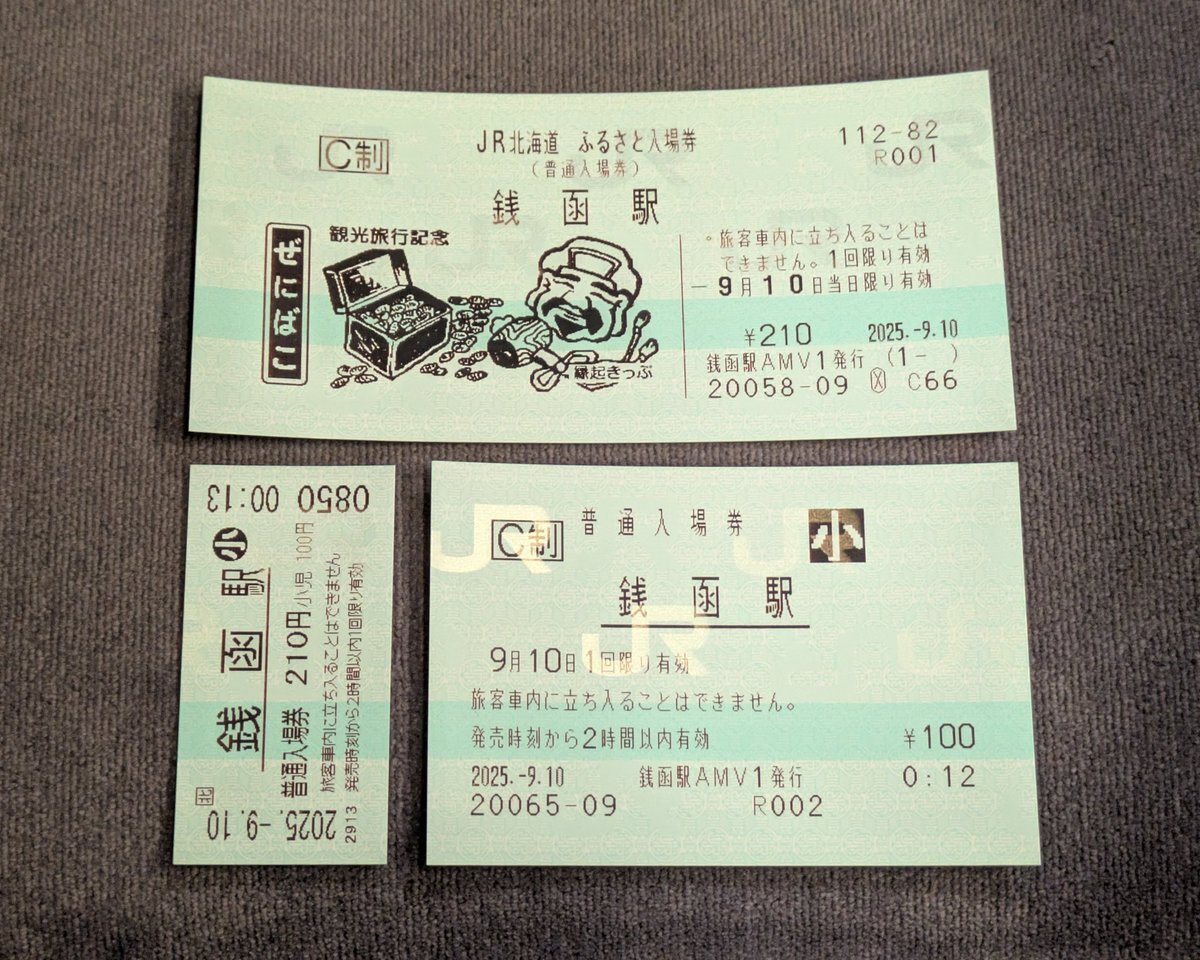 C制
JR北海道 ふるさと入場券
(普通入場券)
銭函駅
112-82
R001
ぜにばこ
観光旅行記念
縁起きっぷ
。旅客車内に立ち入ることは
できません。1回限り有効
-9月10日当日限り有効
¥210 2025.-9.10
銭函駅AMV1発行 (1- )
20058-09 Ⓧ C66
0850 00:13
銭函駅 小
普通入場券 210円 小児 100円
旅客車内に立ち入ることはできません
発売時刻から2時間以内1回限り有効
北
2025.-9.10
2913
C制 普通入場券 小
銭函駅
9月10日1回限り有効
旅客車内に立ち入ることはできません。
発売時刻から2時間以内有効 ¥100
2025.-9.10 銭函駅AMV1発行 0:12
20065-09 R002
JR
JR